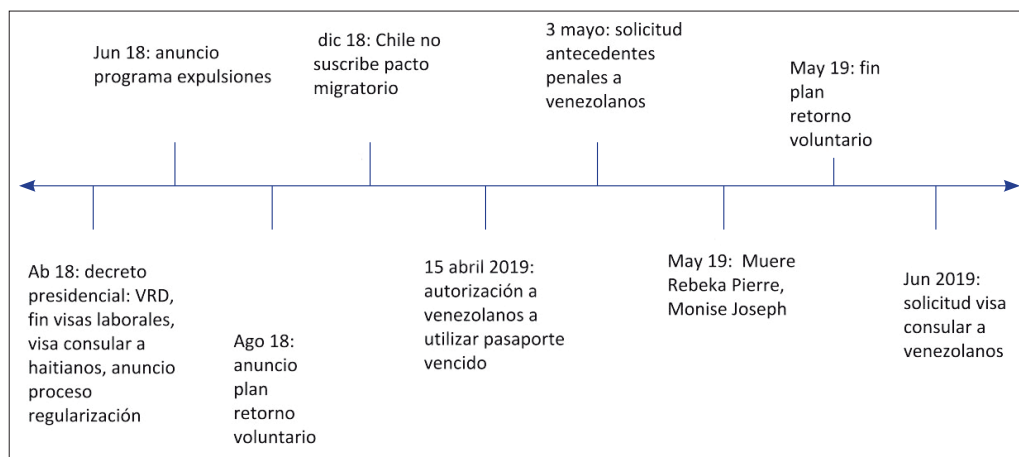 Jun 18: anuncio
programa expulsiones
dic 18: Chile no
suscribe pacto
migratorio
3 mayo: solicitud
antecedentes
penales a
venezolanos
May 19: fin
plan
retorno
voluntario
Ab 18: decreto
presidencial: VRD,
fin visas laborales,
visa consular a
haitianos, anuncio
proceso
regularización
Ago 18:
anuncio
plan
retorno
voluntario
15 abril 2019:
autorización a
venezolanos a
utilizar pasaporte
vencido
May 19: Muere
Rebeka Pierre,
Monise Joseph
Jun 2019:
solicitud visa
consular a
venezolanos